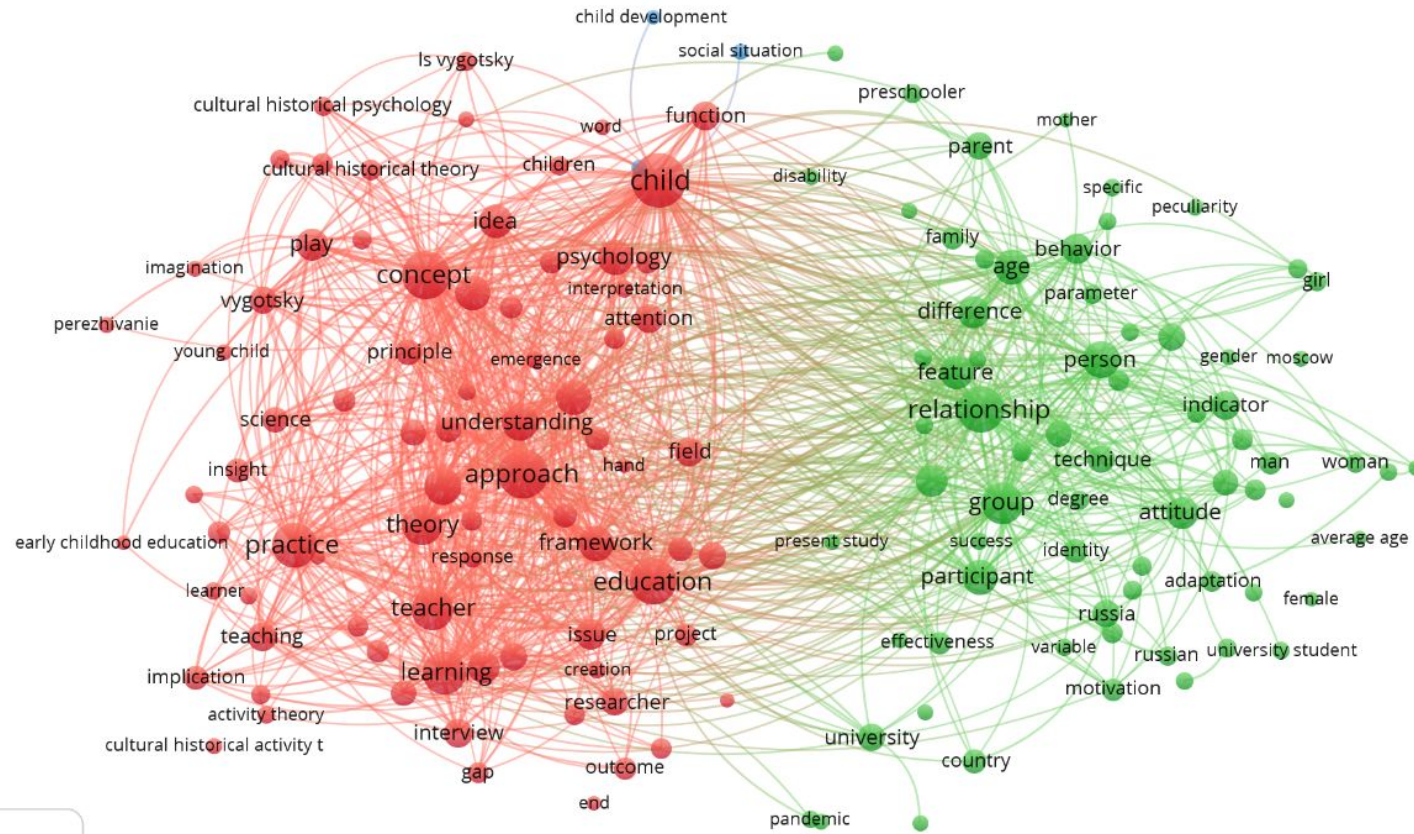 child development
social situation
ls vygotsky
preschooler
cultural historical psychology
function
mother
word
parent
cultural historical theory
children
child
disability
specific
peculiarity
idea
family
behavior
play
psychology
age
imagination
concept
girl
interpretation
parameter
vygotsky
attention
difference
perezhivanie
young child
principle
emergence
person
gender
moscow
feature
science
understanding
relationship
indicator
insight
approach
field
hand
technique
man
woman
group
degree
attitude
theory
early childhood education
practice
response
framework
present study
success
identity
average age
learner
education
participant
adaptation
female
teacher
russia
teaching
issue
project
effectiveness
variable
russian
university student
implication
learning
creation
motivation
activity theory
researcher
cultural historical activity t
interview
university
gap
outcome
country
end
pandemic